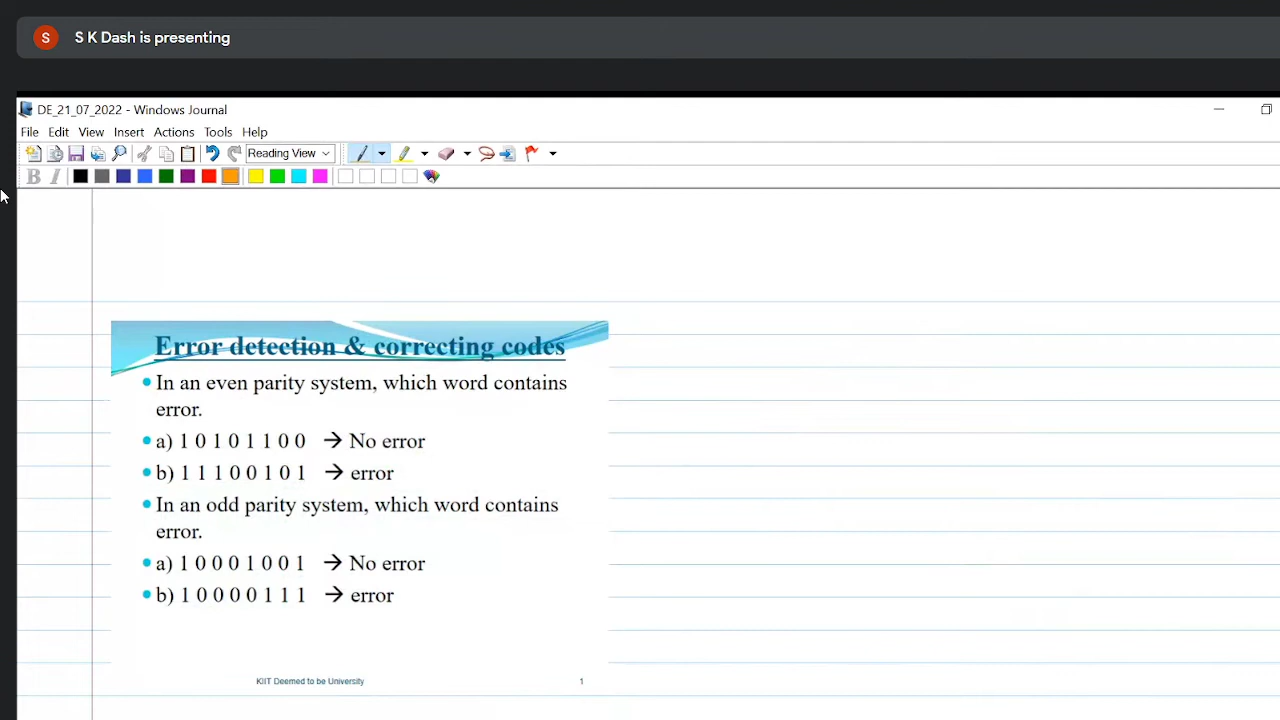 S
S K Dash is presenting
DE_21_07_2022 - Windows Journal
File Edit View Insert Actions Tools Help
Reading View
B I
Error detection & correcting codes
• In an even parity system, which word contains
error.
• a) 1 0 1 0 1 1 0 0 → No error
• b) 1 1 1 0 0 1 0 1 → error
• In an odd parity system, which word contains
error.
• a) 1 0 0 0 1 0 0 1 → No error
• b) 1 0 0 0 0 1 1 1 → error
KIIT Deemed to be University 1